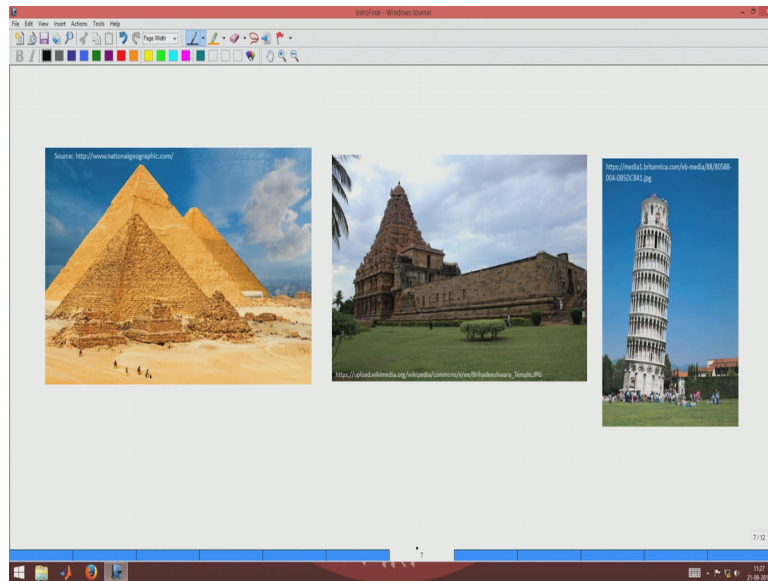 IntroFinal - Windows Journal
File Edit View Insert Actions Tools Help
Page Width
B I
Source: http://www.nationalgeographic.com/
https://media1.britannica.com/eb-media/88/80588-
004-0B5DCB41.jpg
https://upload.wikimedia.org/wikipedia/commons/e/ee/Brihadeeshwara_Temple.JPG
7/12
7
11:27